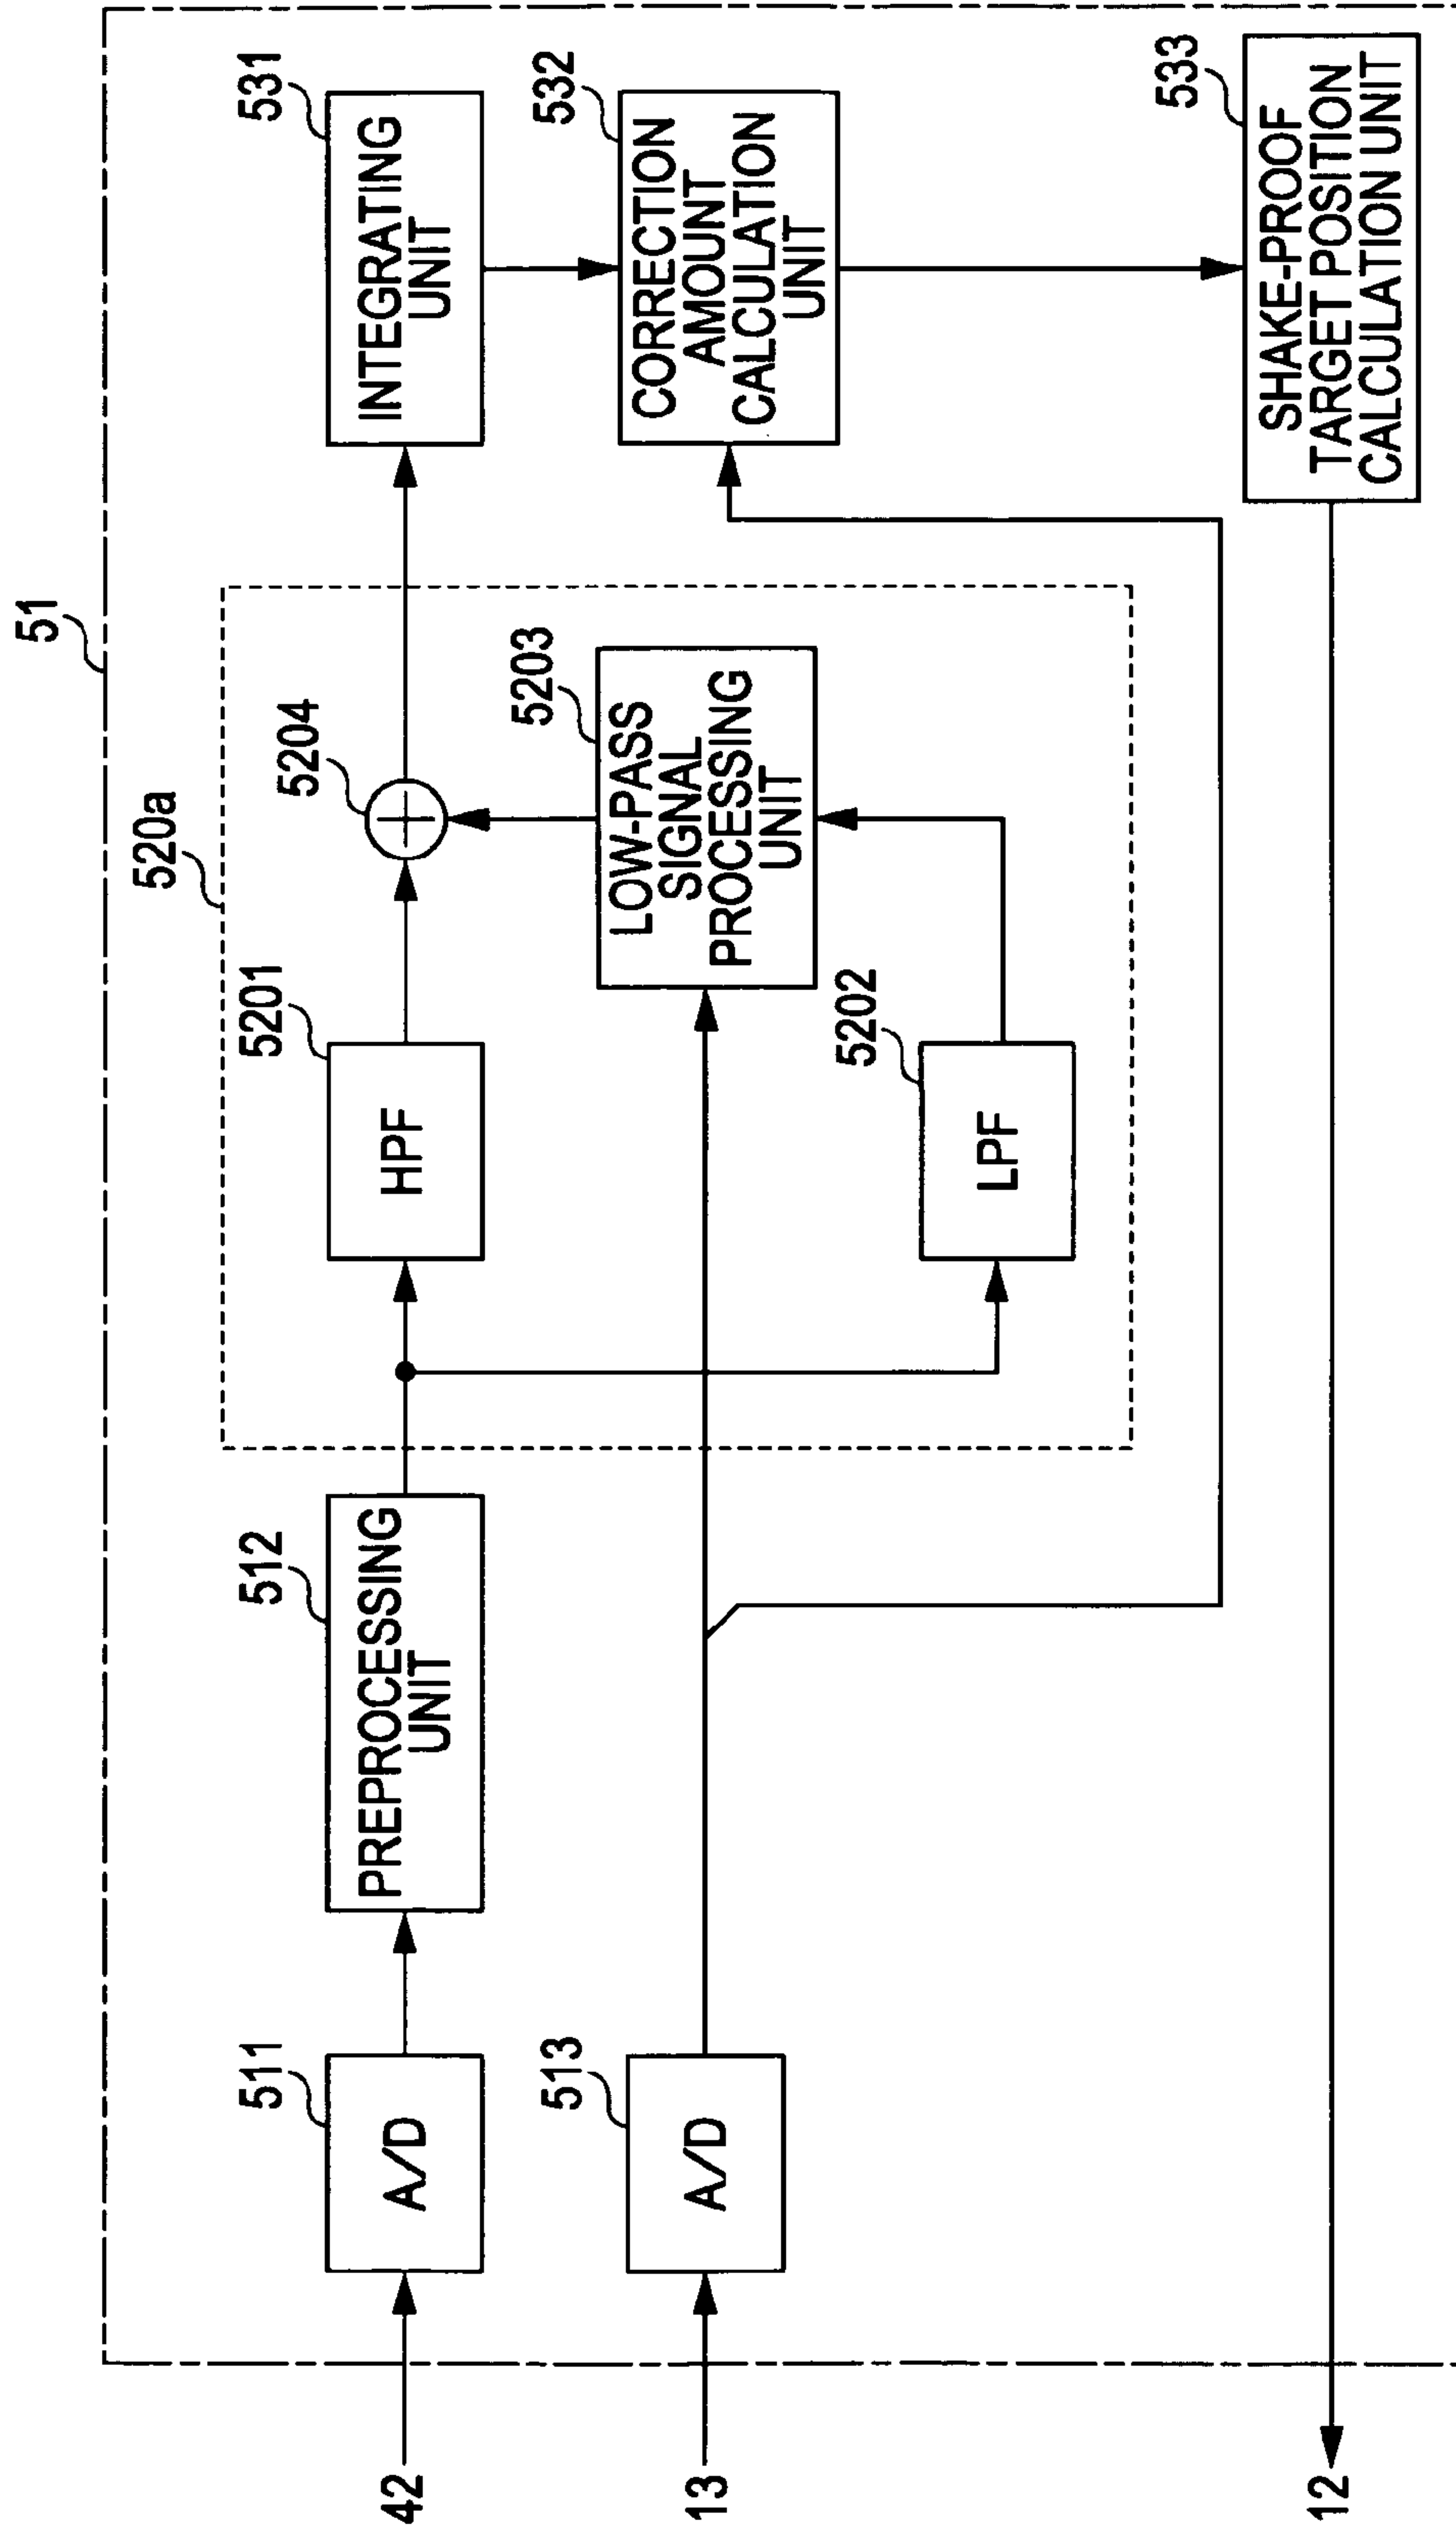 51
520a
511
A/D
512
PREPROCESSING
UNIT
5201
HPF
5204
531
INTEGRATING
UNIT
42
513
A/D
5203
LOW-PASS
SIGNAL
PROCESSING
UNIT
532
CORRECTION
AMOUNT
CALCULATION
UNIT
13
5202
LPF
533
SHAKE-PROOF
TARGET POSITION
CALCULATION UNIT
12